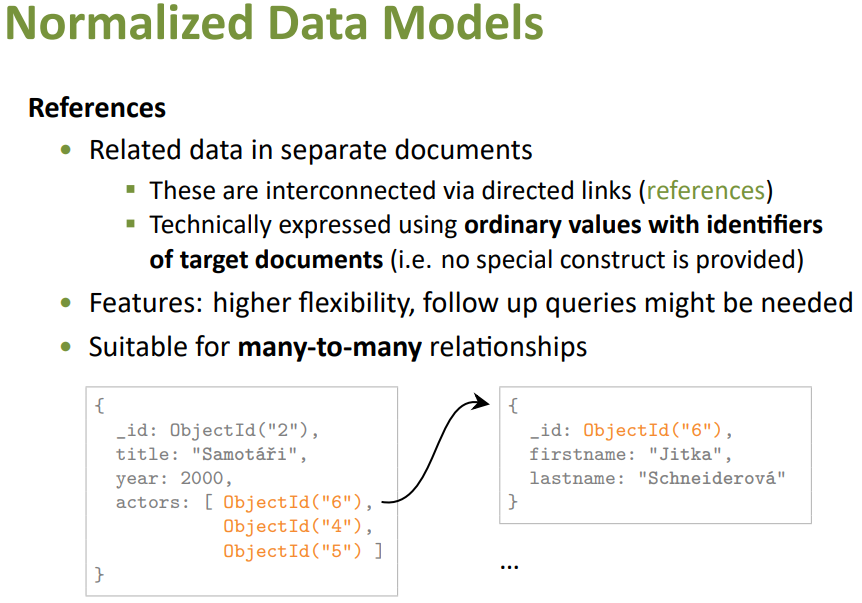 Normalized Data Models
References
• Related data in separate documents
▪ These are interconnected via directed links (references)
▪ Technically expressed using ordinary values with identifiers
of target documents (i.e. no special construct is provided)
• Features: higher flexibility, follow up queries might be needed
• Suitable for many-to-many relationships
{
_id: ObjectId("2"),
title: "Samotáři",
year: 2000,
actors: [ ObjectId("6"),
ObjectId("4"),
ObjectId("5") ]
}
{
_id: ObjectId("6"),
firstname: "Jitka",
lastname: "Schneiderová"
}
...